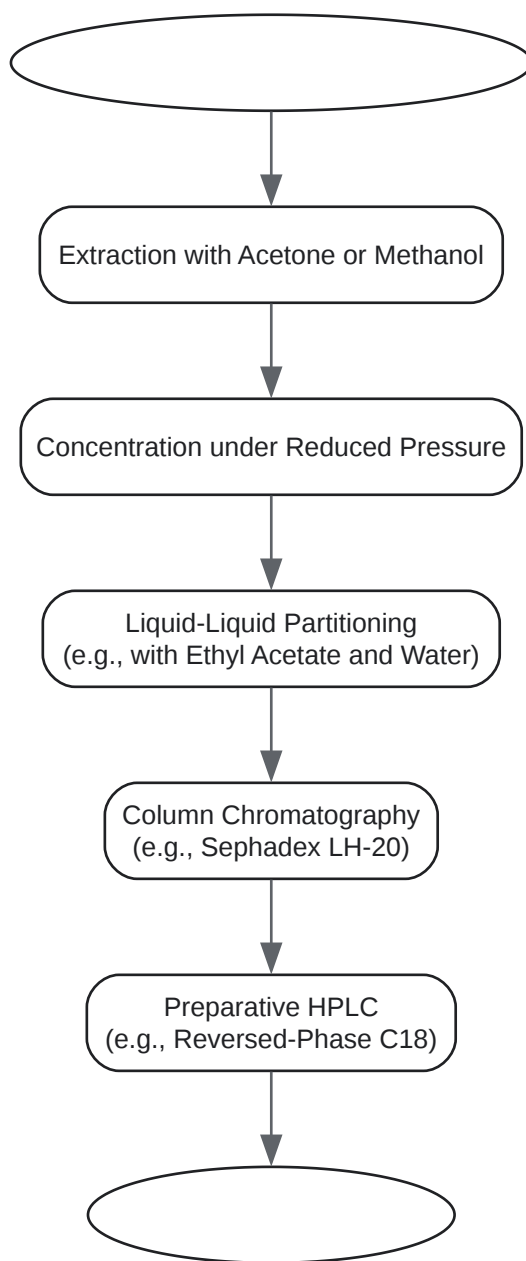 Extraction with Acetone or Methanol
Concentration under Reduced Pressure
Liquid-Liquid Partitioning
(e.g., with Ethyl Acetate and Water)
Column Chromatography
(e.g., Sephadex LH-20)
Preparative HPLC
(e.g., Reversed-Phase C18)